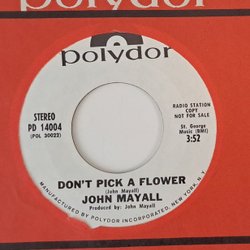 polydor
polydor
STEREO
PD 14004
(POL 20022)
RADIO STATION
COPY
NOT FOR SALE
St. George
Music (BMI)
3:52
DON'T PICK A FLOWER
(John Mayall)
JOHN MAYALL
Produced by: John Mayall
MANUFACTURED BY POLYDOR INCORPORATED, NEW YORK, N.Y.